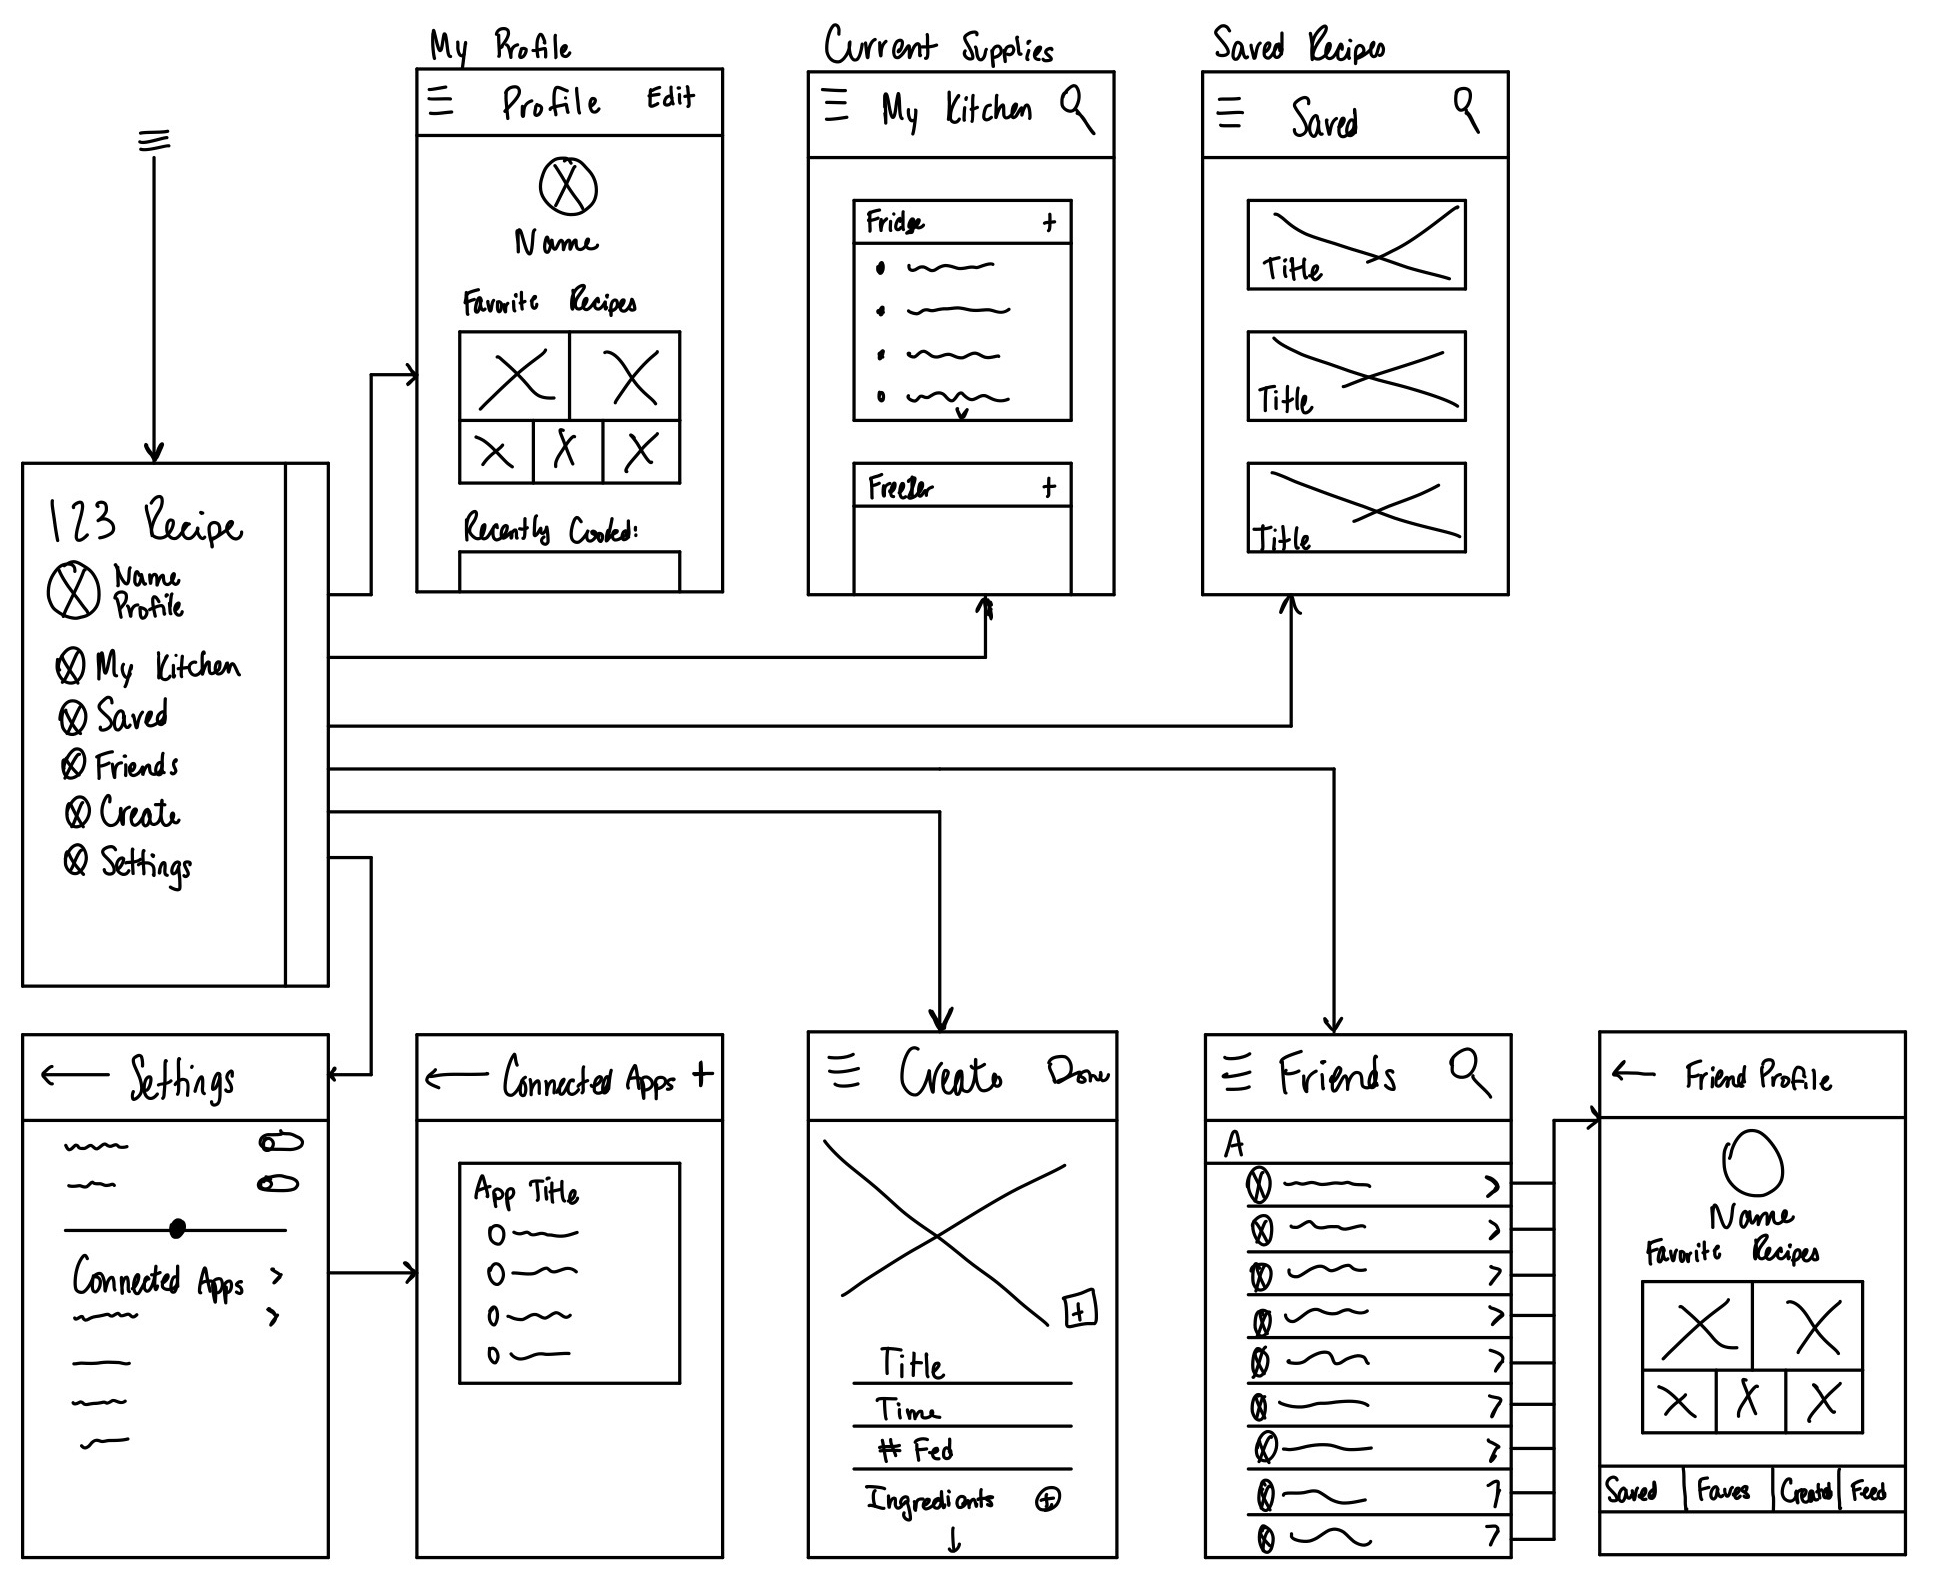 My Profile
Profile Edit
Name
Favorite Recipes
Recently Cooked:
Current Supplies
My Kitchen
Fridge +
Freezer +
Saved Recipes
Saved
Title
Title
Title
123 Recipe
Name
Profile
My Kitchen
Saved
Friends
Create
Settings
Settings
Connected Apps >
Connected Apps +
App Title
Create Done
+
Title
Time
# Fed
Ingredients +
Friends
A
Friend Profile
Name
Favorite Recipes
Saved Faves Created Feed